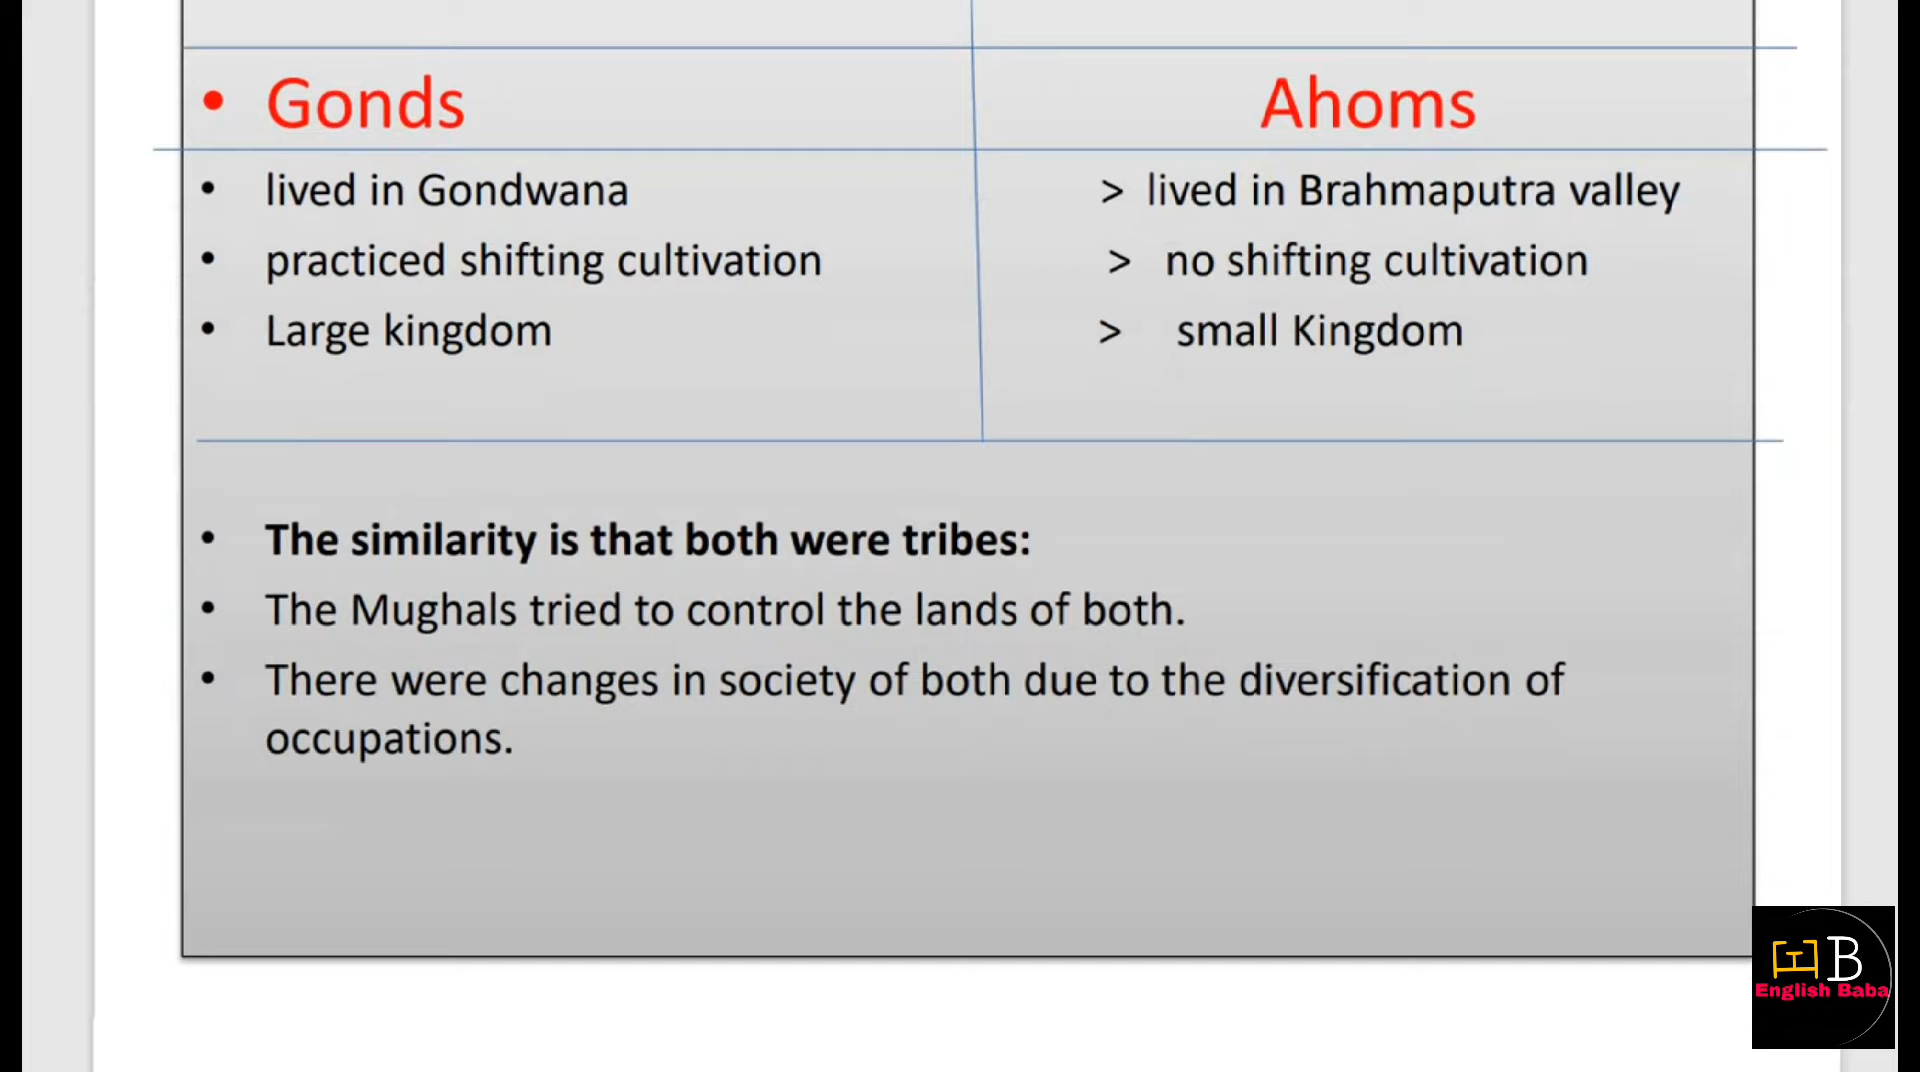 • Gonds Ahoms
• lived in Gondwana > lived in Brahmaputra valley
• practiced shifting cultivation > no shifting cultivation
• Large kingdom > small Kingdom
• The similarity is that both were tribes:
• The Mughals tried to control the lands of both.
• There were changes in society of both due to the diversification of
occupations.
B
English Baba